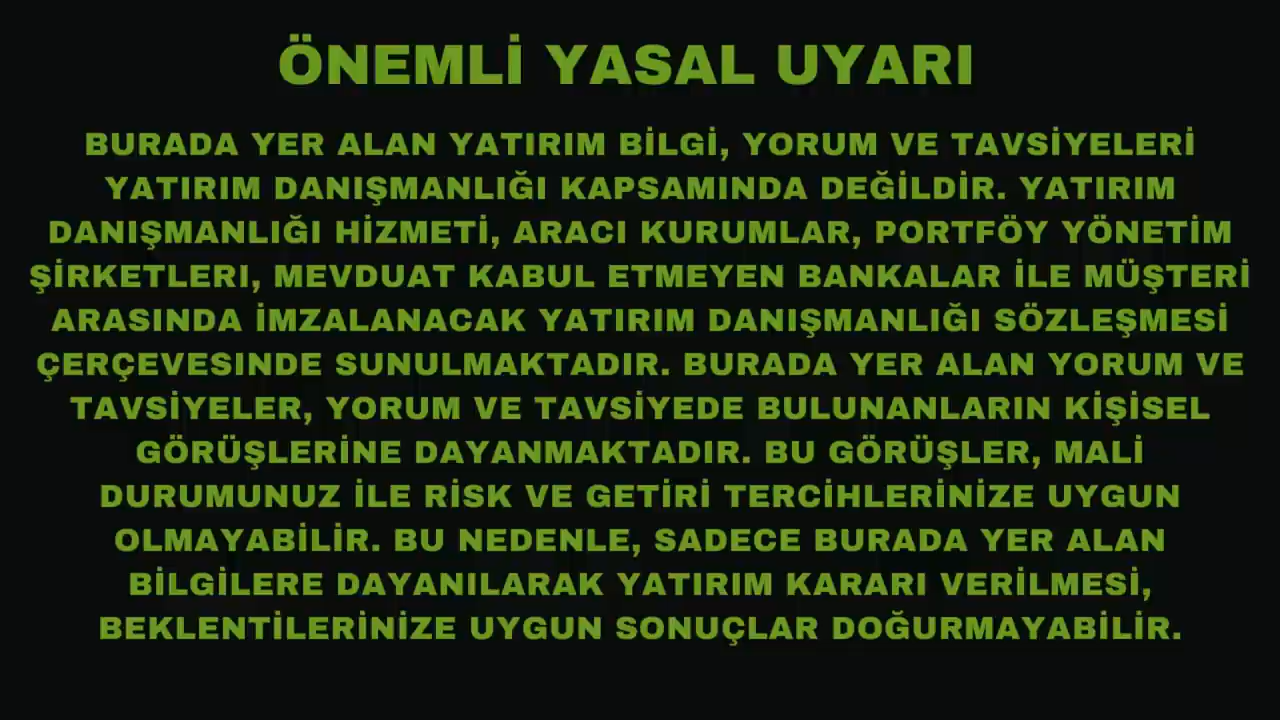 ÖNEMLİ YASAL UYARI
BURADA YER ALAN YATIRIM BİLGİ, YORUM VE TAVSİYELERİ
YATIRIM DANIŞMANLIĞI KAPSAMINDA DEĞİLDİR. YATIRIM
DANIŞMANLIĞI HİZMETİ, ARACI KURUMLAR, PORTFÖY YÖNETİM
ŞİRKETLERI, MEVDUAT KABUL ETMEYEN BANKALAR İLE MÜŞTERİ
ARASINDA İMZALANACAK YATIRIM DANIŞMANLIĞI SÖZLEŞMESİ
ÇERÇEVESINDE SUNULMAKTADIR. BURADA YER ALAN YORUM VE
TAVSİYELER, YORUM VE TAVSİYEDE BULUNANLARIN KİŞİSEL
GÖRÜŞLERİNE DAYANMAKTADIR. BU GÖRÜŞLER, MALİ
DURUMUNUZ İLE RİSK VE GETİRİ TERCİHLERİNİZE UYGUN
OLMAYABİLİR. BU NEDENLE, SADECE BURADA YER ALAN
BİLGİLERE DAYANILARAK YATIRIM KARARI VERİLMESİ,
BEKLENTİLERİNİZE UYGUN SONUÇLAR DOĞURMAYABİLİR.